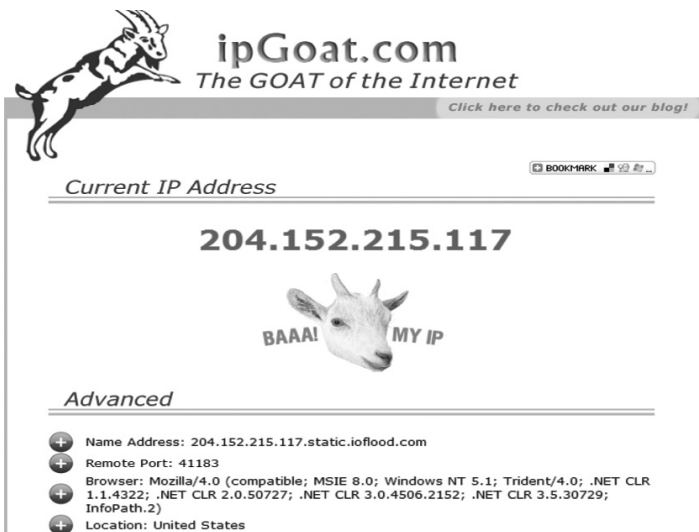 ipGoat.com
The GOAT of the Internet
Click here to check out our blog!
BOOKMARK
Current IP Address
204.152.215.117
BAAA! MY IP
Advanced
Name Address: 204.152.215.117.static.ioflood.com
Remote Port: 41183
Browser: Mozilla/4.0 (compatible; MSIE 8.0; Windows NT 5.1; Trident/4.0; .NET CLR
1.1.4322; .NET CLR 2.0.50727; .NET CLR 3.0.4506.2152; .NET CLR 3.5.30729;
InfoPath.2)
Location: United States